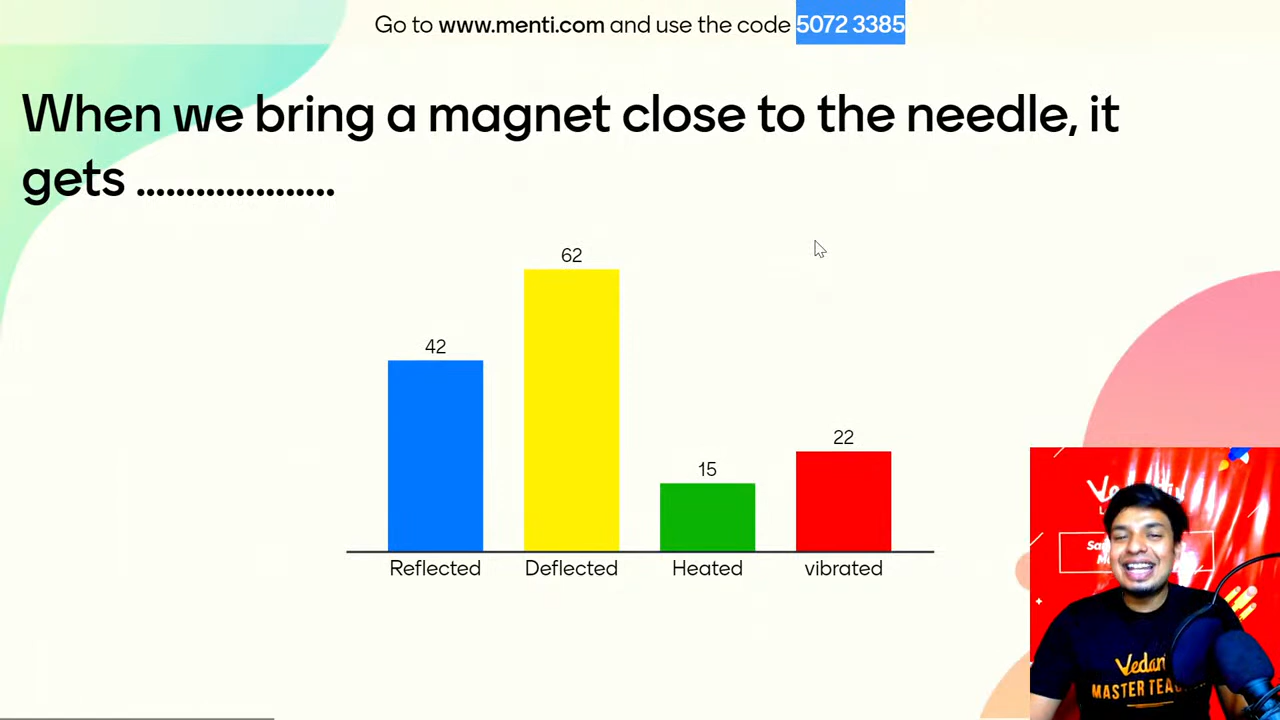 Go to www.menti.com and use the code 5072 3385
When we bring a magnet close to the needle, it
gets ....................
62
42
22
15
Reflected Deflected Heated vibrated
MASTER